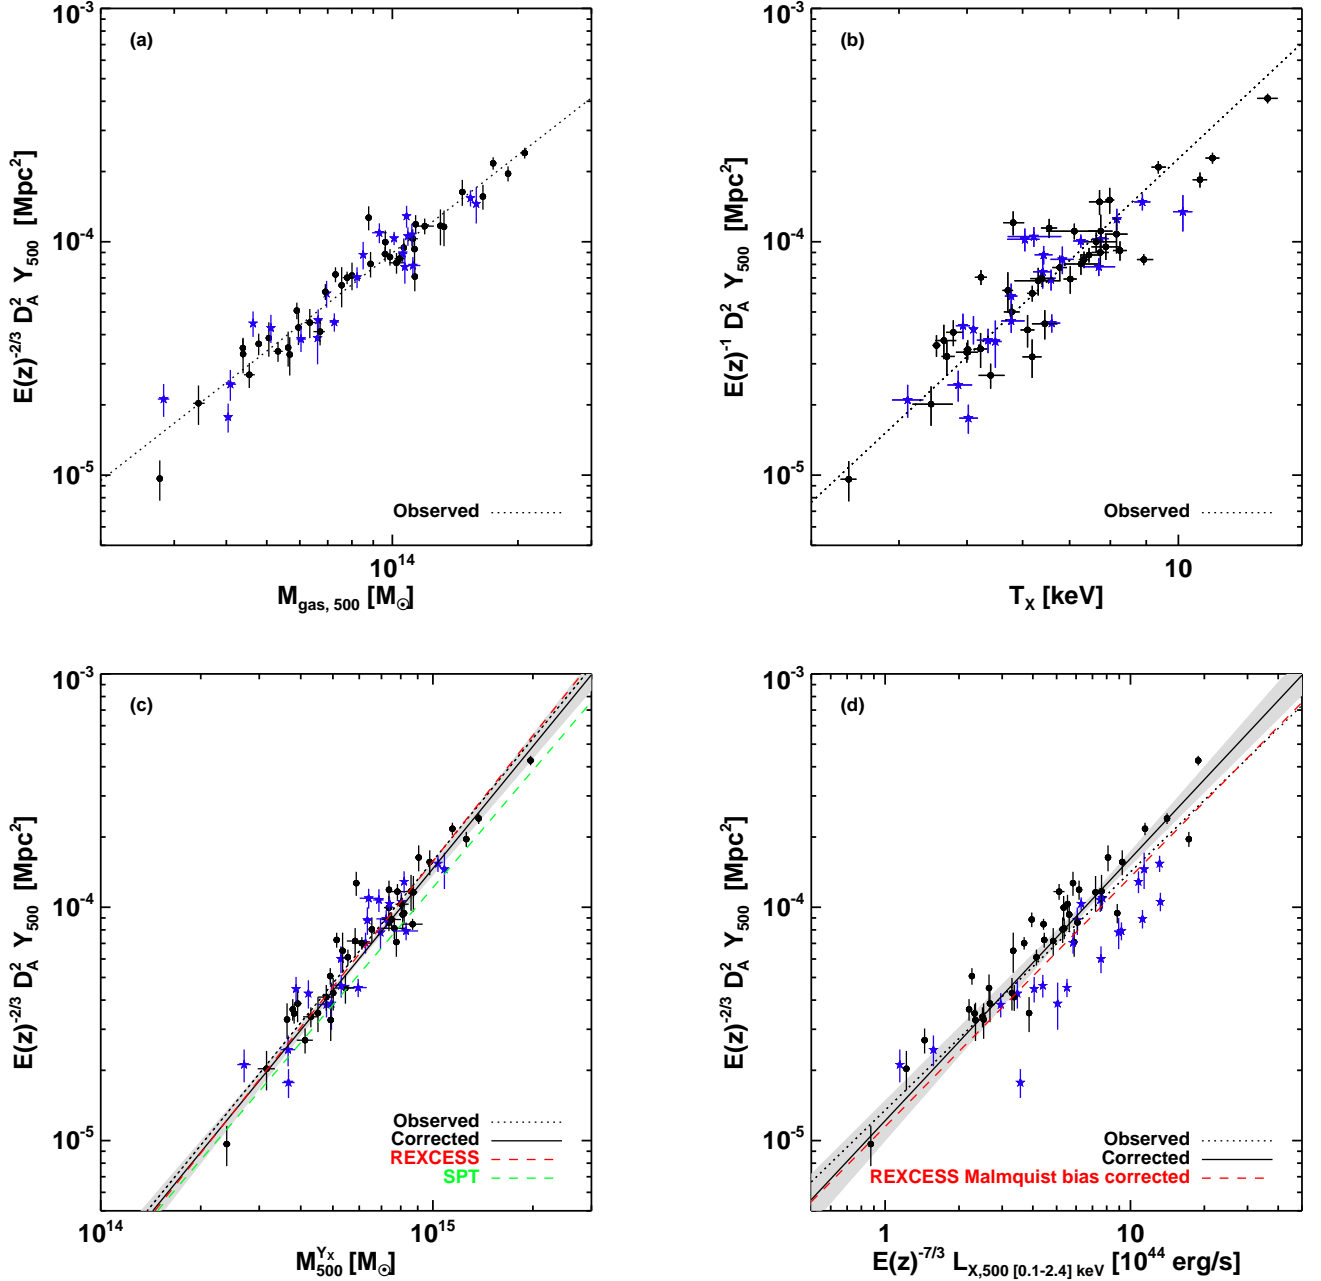 (a)
10^-3
10^-4
10^-5
E(z)^-2/3 D_A^2 Y_500 [Mpc^2]
Observed
10^14
M_gas, 500 [M_☉]
(b)
10^-3
10^-4
10^-5
E(z)^-1 D_A^2 Y_500 [Mpc^2]
Observed
10
T_X [keV]
(c)
10^-3
10^-4
10^-5
E(z)^-2/3 D_A^2 Y_500 [Mpc^2]
Observed
Corrected
REXCESS
SPT
10^14 10^15
M_500^Y_X [M_☉]
(d)
10^-3
10^-4
10^-5
E(z)^-2/3 D_A^2 Y_500 [Mpc^2]
Observed
Corrected
REXCESS Malmquist bias corrected
1 10
E(z)^-7/3 L_X,500 [0.1-2.4] keV [10^44 erg/s]